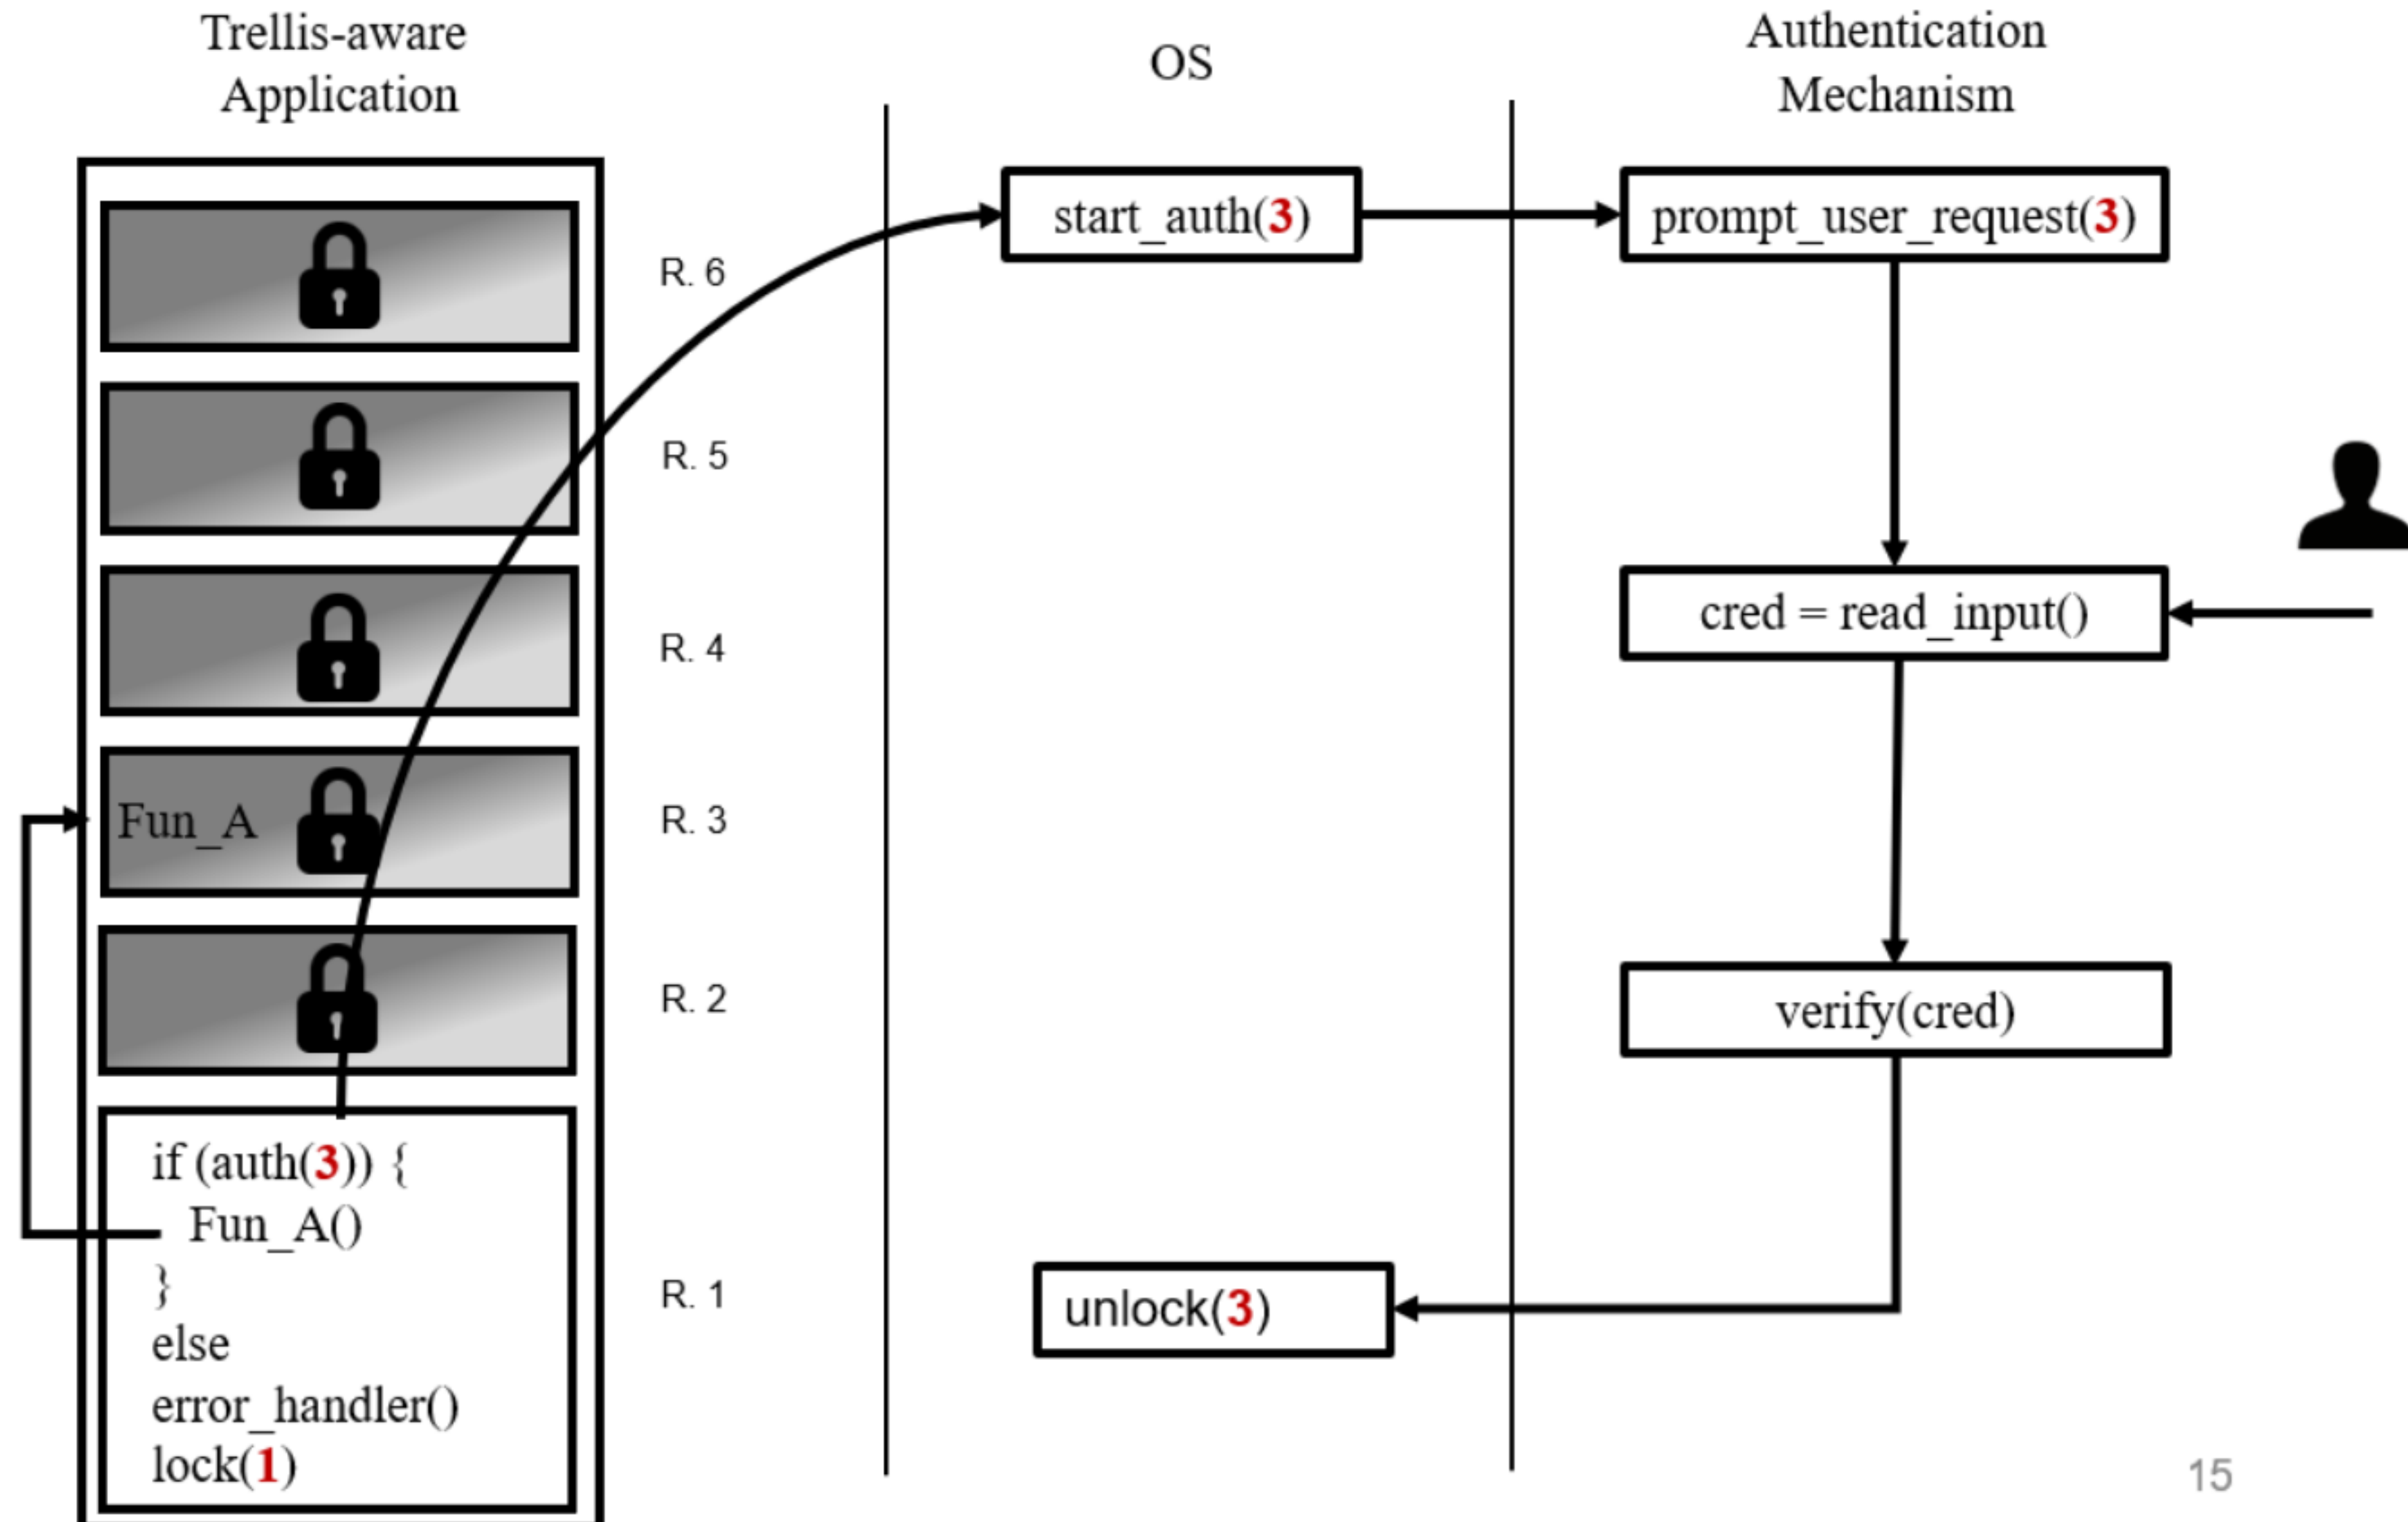 Trellis-aware
Application
OS
Authentication
Mechanism
R. 6
R. 5
R. 4
Fun_A
R. 3
R. 2
if (auth(3)) {
Fun_A()
}
else
error_handler()
lock(1)
R. 1
start_auth(3)
unlock(3)
prompt_user_request(3)
cred = read_input()
verify(cred)
15